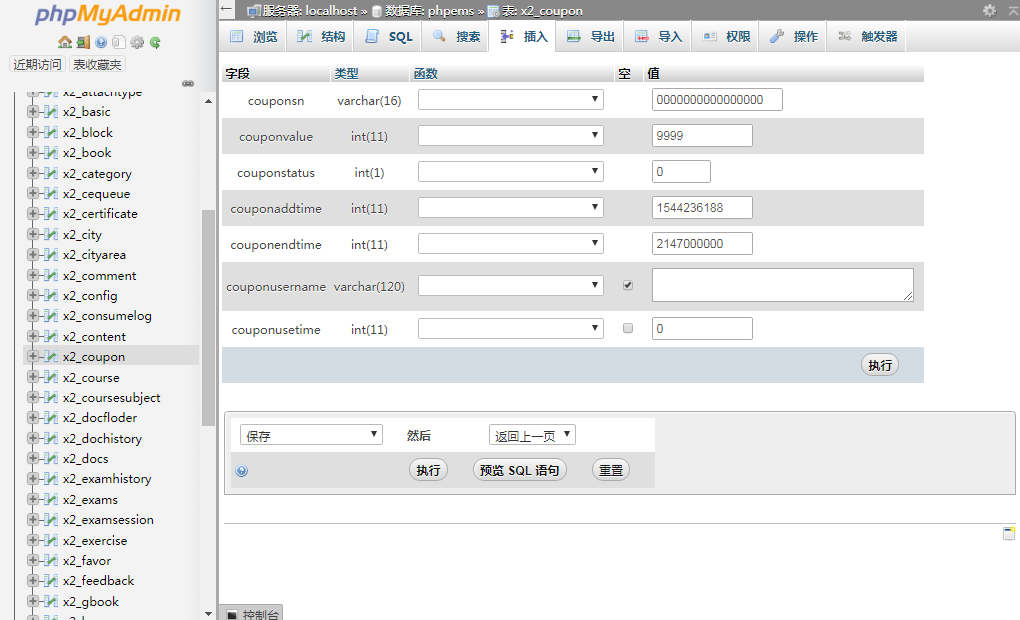 phpMyAdmin
近期访问 表收藏夹
x2_attachtype
x2_basic
x2_block
x2_book
x2_category
x2_cequeue
x2_certificate
x2_city
x2_cityarea
x2_comment
x2_config
x2_consumelog
x2_content
x2_coupon
x2_course
x2_coursesubject
x2_docfloder
x2_dochistory
x2_docs
x2_examhistory
x2_exams
x2_examsession
x2_exercise
x2_favor
x2_feedback
x2_gbook
服务器: localhost » 数据库: phpems » 表: x2_coupon
浏览 结构 SQL 搜索 插入 导出 导入 权限 操作 触发器
字段 类型 函数 空 值
couponsn varchar(16) 0000000000000000
couponvalue int(11) 9999
couponstatus int(1) 0
couponaddtime int(11) 1544236188
couponendtime int(11) 2147000000
couponusername varchar(120)
couponusetime int(11) 0
执行
保存 然后 返回上一页
执行 预览 SQL 语句 重置
控制台